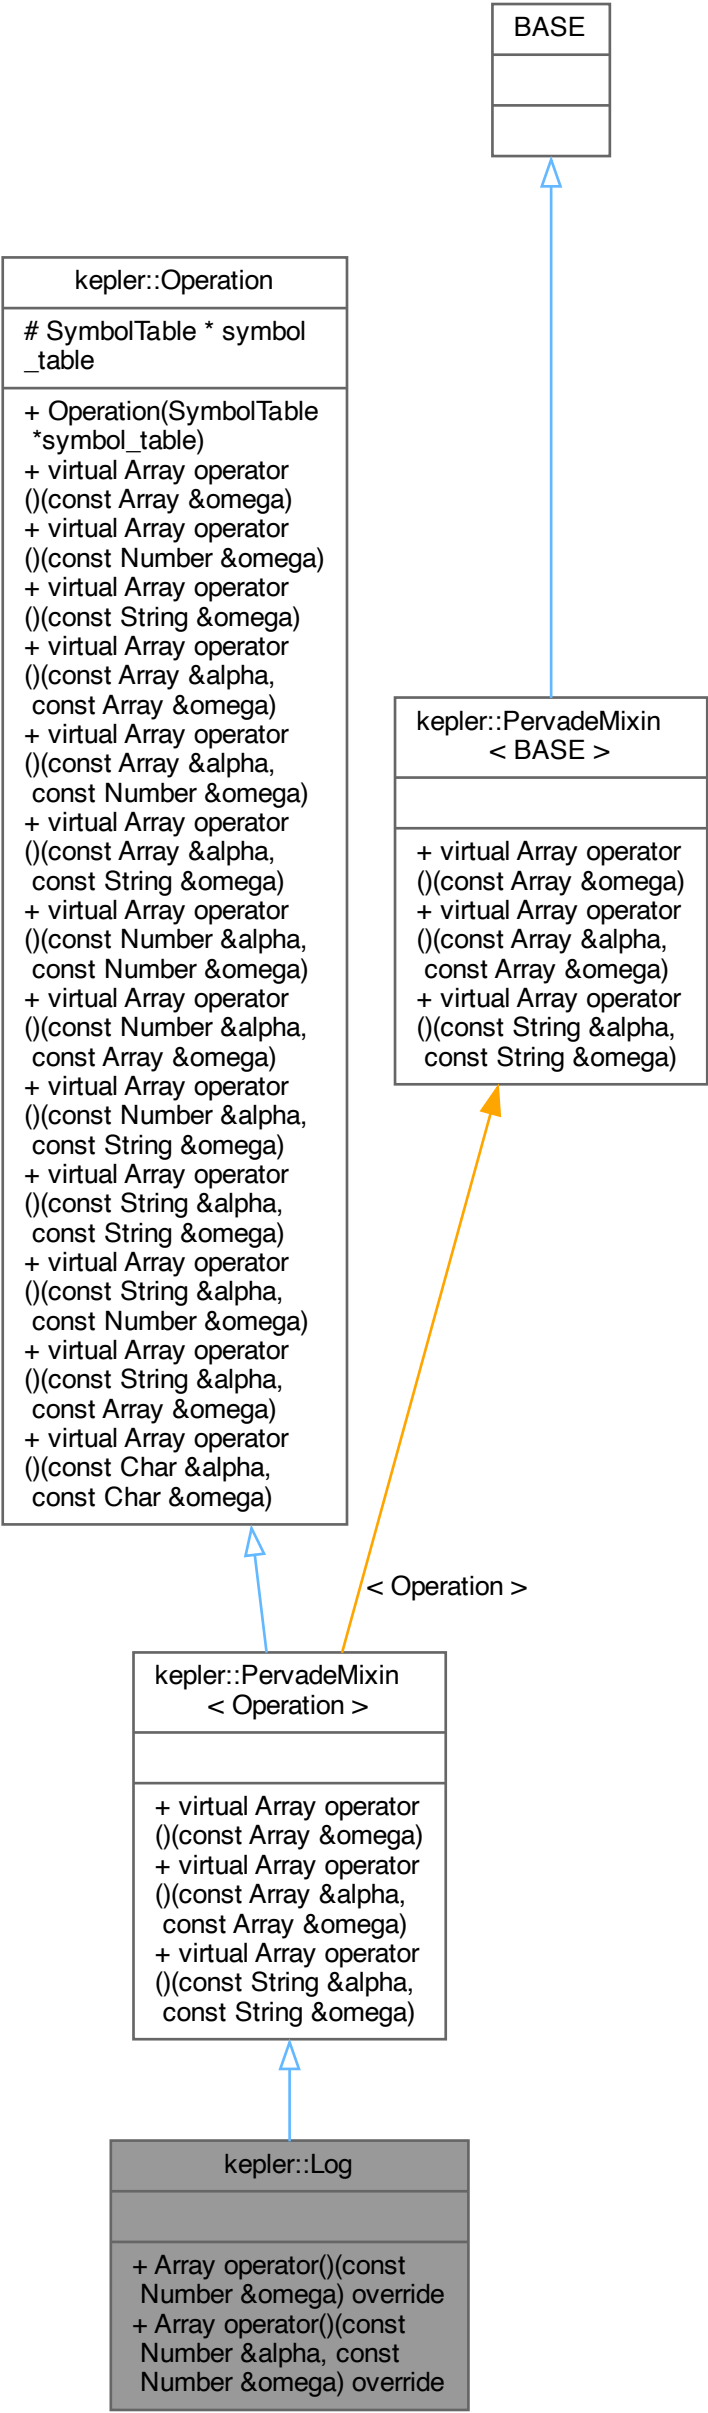 BASE
kepler::Operation
# SymbolTable * symbol
_table
+ Operation(SymbolTable
*symbol_table)
+ virtual Array operator
()(const Array &omega)
+ virtual Array operator
()(const Number &omega)
+ virtual Array operator
()(const String &omega)
+ virtual Array operator
()(const Array &alpha,
const Array &omega)
+ virtual Array operator
()(const Array &alpha,
const Number &omega)
+ virtual Array operator
()(const Array &alpha,
const String &omega)
+ virtual Array operator
()(const Number &alpha,
const Number &omega)
+ virtual Array operator
()(const Number &alpha,
const Array &omega)
+ virtual Array operator
()(const Number &alpha,
const String &omega)
+ virtual Array operator
()(const String &alpha,
const String &omega)
+ virtual Array operator
()(const String &alpha,
const Number &omega)
+ virtual Array operator
()(const String &alpha,
const Array &omega)
+ virtual Array operator
()(const Char &alpha,
const Char &omega)
kepler::PervadeMixin
< BASE >
+ virtual Array operator
()(const Array &omega)
+ virtual Array operator
()(const Array &alpha,
const Array &omega)
+ virtual Array operator
()(const String &alpha,
const String &omega)
< Operation >
kepler::PervadeMixin
< Operation >
+ virtual Array operator
()(const Array &omega)
+ virtual Array operator
()(const Array &alpha,
const Array &omega)
+ virtual Array operator
()(const String &alpha,
const String &omega)
kepler::Log
+ Array operator()(const
Number &omega) override
+ Array operator()(const
Number &alpha, const
Number &omega) override